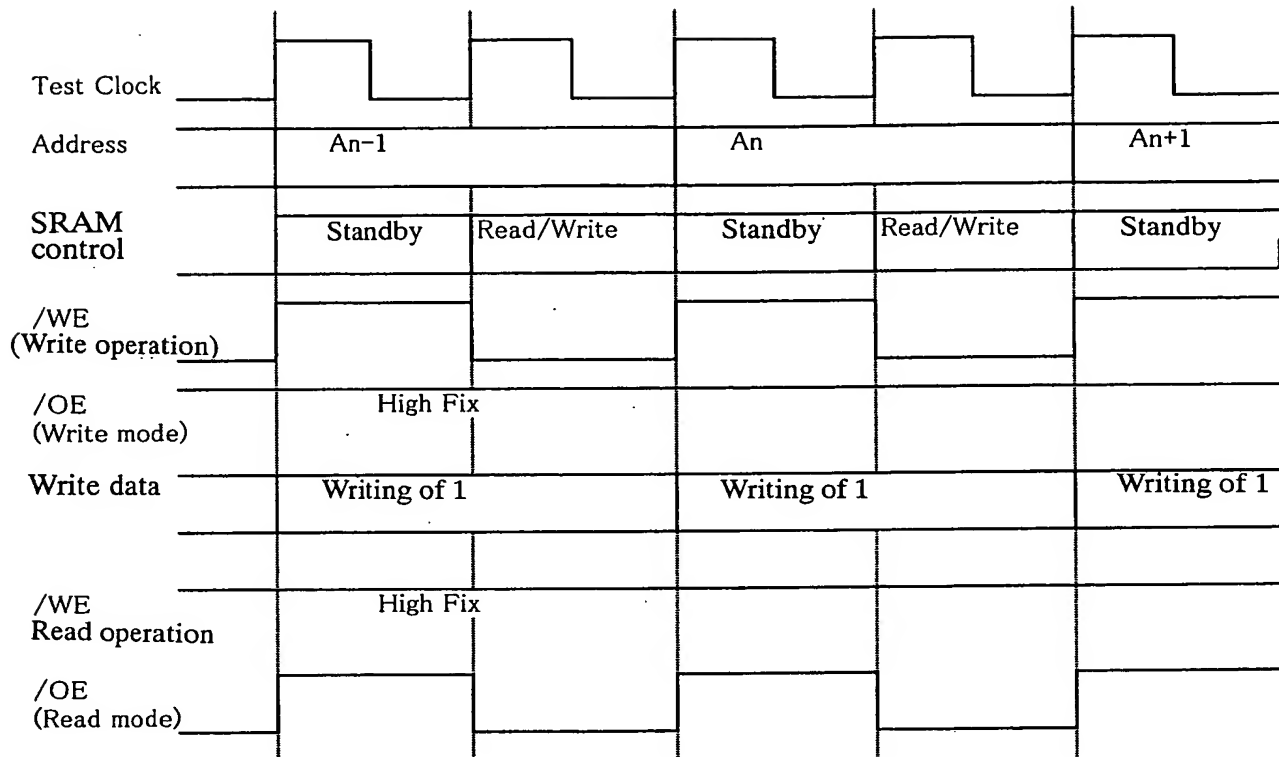 Test Clock
Address An-1 An An+1
SRAM
control
Standby Read/Write Standby Read/Write Standby
/WE
(Write operation)
/OE
(Write mode)
High Fix
Write data Writing of 1 Writing of 1 Writing of 1
/WE
Read operation
High Fix
/OE
(Read mode)